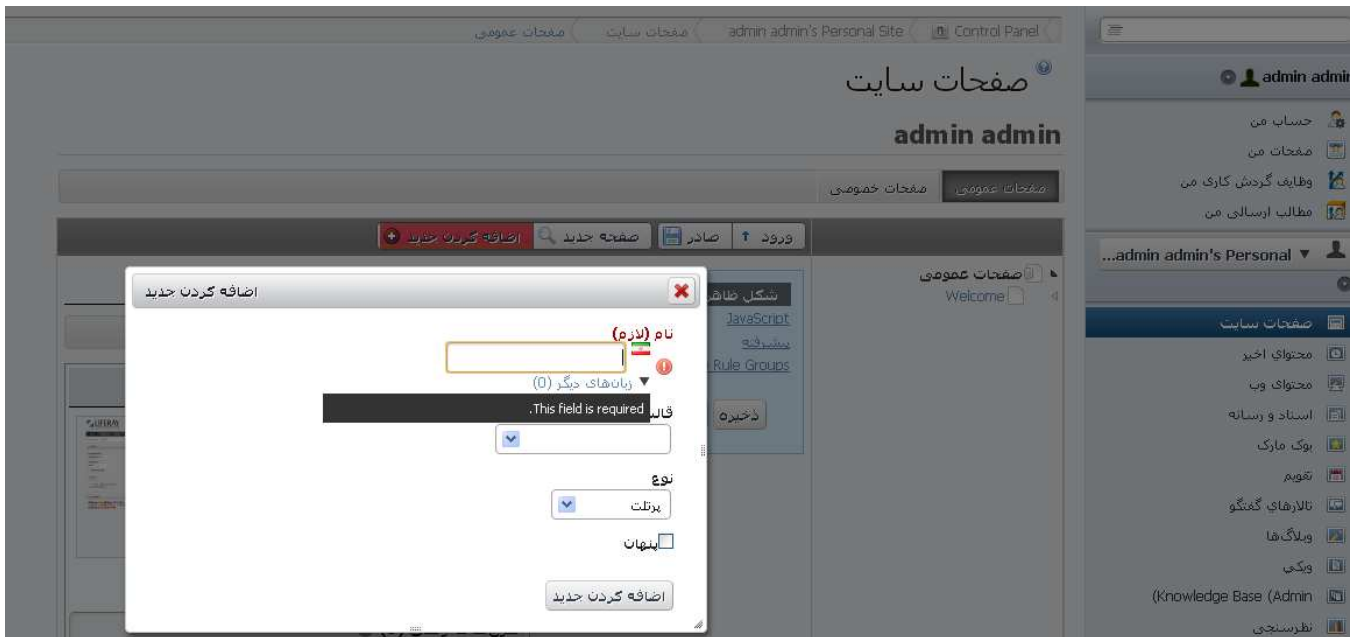 Control Panel
admin admin's Personal Site
صفحات سایت
صفحات عمومی
صفحات سایت
admin admin
صفحات عمومی
صفحات خصوصی
ورود
صادر
صفحه جدید
اضافه کردن جدید
صفحات عمومی
Welcome
شکل ظاهر
JavaScript
پیشرفته
Rule Groups
ذخیره
اضافه کردن جدید
نام (لازم)
زبان‌های دیگر (0)
This field is required.
قالب
نوع
پرتلت
پنهان
اضافه کردن جدید
admin admin
حساب من
صفحات من
وظایف گردش کاری من
مطالب ارسالی من
admin admin's Personal...
صفحات سایت
محتوای اخیر
محتوای وب
اسناد و رسانه
بوک مارک
تقویم
تالارهای گفتگو
وبلاگ‌ها
ویکی
(Knowledge Base (Admin
نظرسنجی